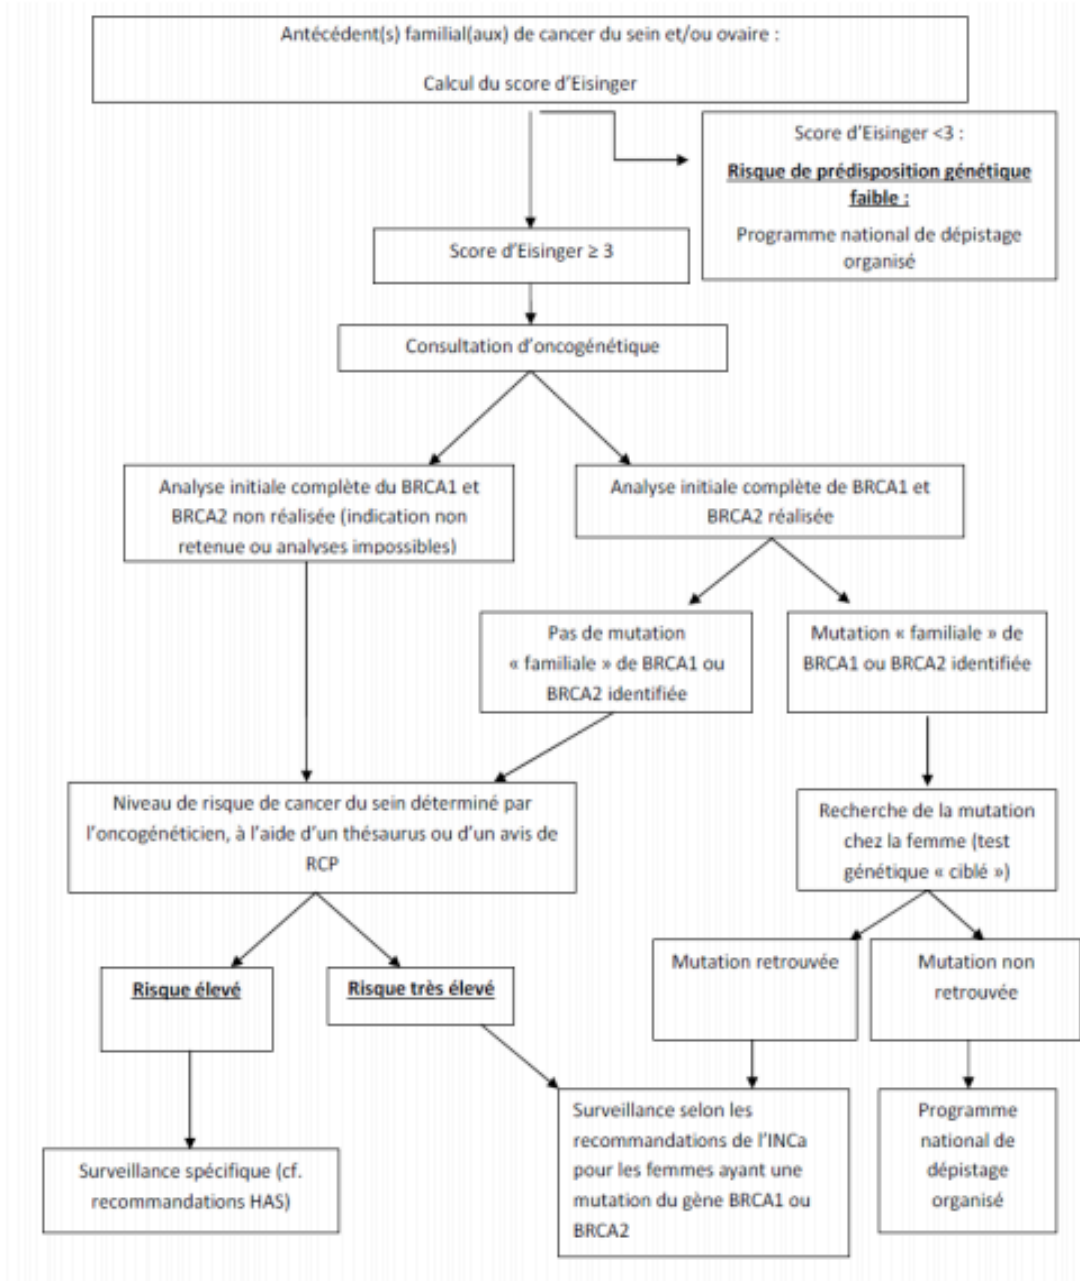 Antécédent(s) familial(aux) de cancer du sein et/ou ovaire :
Calcul du score d'Eisinger
Score d'Eisinger <3 :
Risque de prédisposition génétique
faible :
Programme national de dépistage
organisé
Score d'Eisinger ≥ 3
Consultation d'oncogénétique
Analyse initiale complète du BRCA1 et
BRCA2 non réalisée (indication non
retenue ou analyses impossibles)
Analyse initiale complète de BRCA1 et
BRCA2 réalisée
Pas de mutation
« familiale » de BRCA1 ou
BRCA2 identifiée
Mutation « familiale » de
BRCA1 ou BRCA2 identifiée
Niveau de risque de cancer du sein déterminé par
l'oncogénéticien, à l'aide d'un thésaurus ou d'un avis de
RCP
Recherche de la mutation
chez la femme (test
génétique « ciblé »)
Risque élevé
Risque très élevé
Mutation retrouvée
Mutation non
retrouvée
Surveillance spécifique (cf.
recommandations HAS)
Surveillance selon les
recommandations de l'INCa
pour les femmes ayant une
mutation du gène BRCA1 ou
BRCA2
Programme
national de
dépistage
organisé